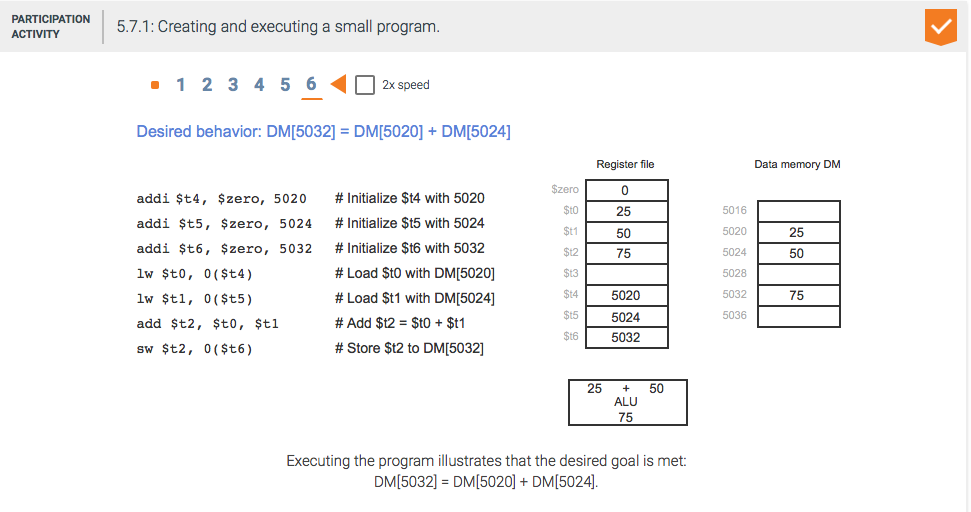 PARTICIPATION
ACTIVITY
5.7.1: Creating and executing a small program.
1 2 3 4 5 6 2x speed
Desired behavior: DM[5032] = DM[5020] + DM[5024]
addi $t4, $zero, 5020 # Initialize $t4 with 5020
addi $t5, $zero, 5024 # Initialize $t5 with 5024
addi $t6, $zero, 5032 # Initialize $t6 with 5032
lw $t0, 0($t4) # Load $t0 with DM[5020]
lw $t1, 0($t5) # Load $t1 with DM[5024]
add $t2, $t0, $t1 # Add $t2 = $t0 + $t1
sw $t2, 0($t6) # Store $t2 to DM[5032]
Register file
$zero 0
$t0 25
$t1 50
$t2 75
$t3
$t4 5020
$t5 5024
$t6 5032
Data memory DM
5016
5020 25
5024 50
5028
5032 75
5036
25 + 50
ALU
75
Executing the program illustrates that the desired goal is met:
DM[5032] = DM[5020] + DM[5024].